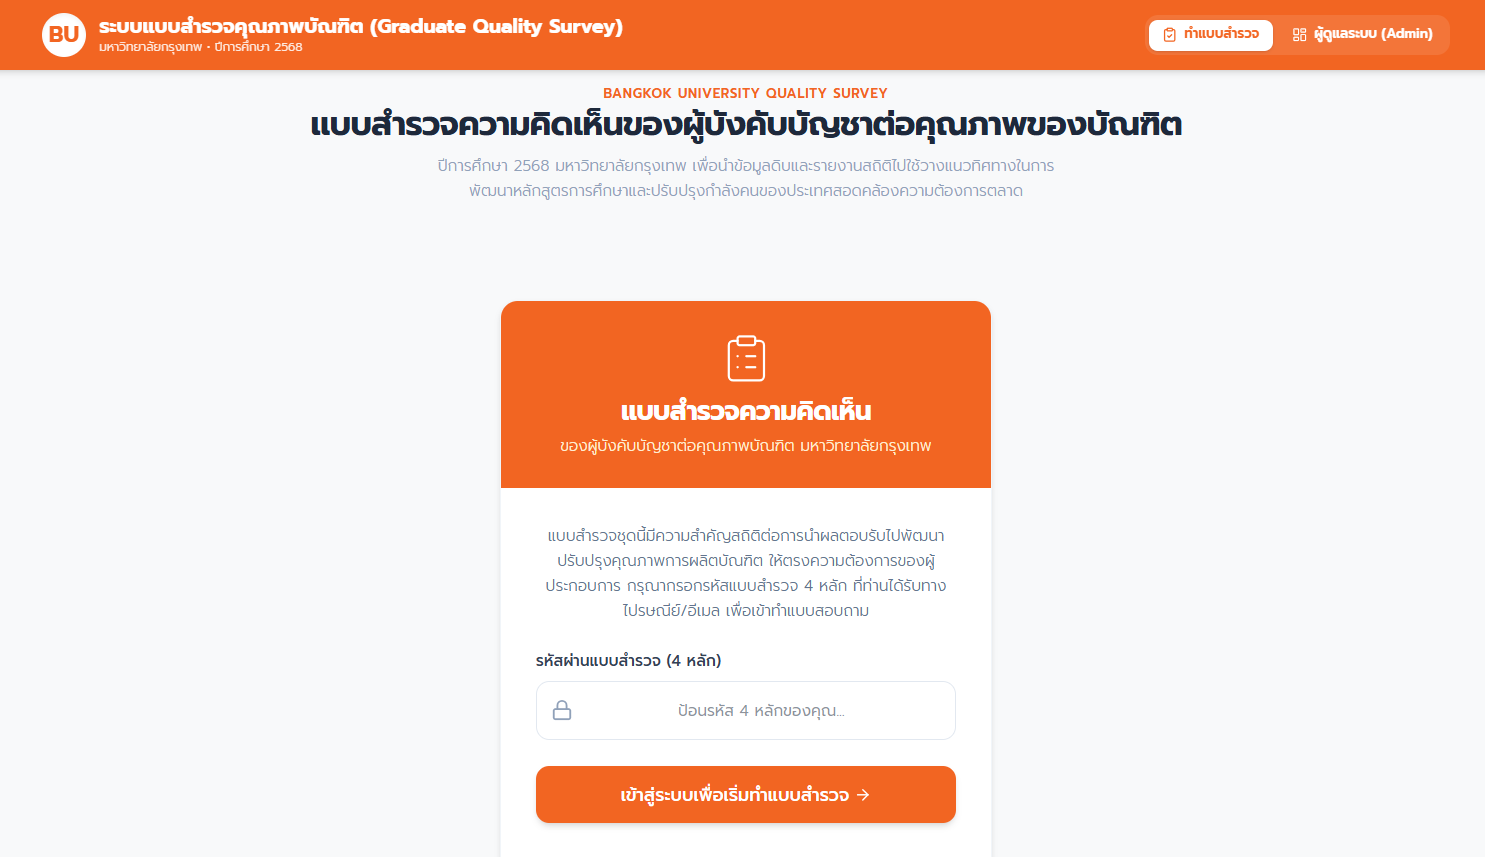 BU
ระบบแบบสำรวจคุณภาพบัณฑิต (Graduate Quality Survey)
มหาวิทยาลัยกรุงเทพ • ปีการศึกษา 2568
ทำแบบสำรวจ
ผู้ดูแลระบบ (Admin)
BANGKOK UNIVERSITY QUALITY SURVEY
แบบสำรวจความคิดเห็นของผู้บังคับบัญชาต่อคุณภาพของบัณฑิต
ปีการศึกษา 2568 มหาวิทยาลัยกรุงเทพ เพื่อนำข้อมูลดิบและรายงานสถิติไปใช้วางแนวทิศทางในการ
พัฒนาหลักสูตรการศึกษาและปรับปรุงกำลังคนของประเทศสอดคล้องความต้องการตลาด
แบบสำรวจความคิดเห็น
ของผู้บังคับบัญชาต่อคุณภาพบัณฑิต มหาวิทยาลัยกรุงเทพ
แบบสำรวจชุดนี้มีความสำคัญสถิติต่อการนำผลตอบรับไปพัฒนา
ปรับปรุงคุณภาพการผลิตบัณฑิต ให้ตรงความต้องการของผู้
ประกอบการ กรุณากรอกรหัสแบบสำรวจ 4 หลัก ที่ท่านได้รับทาง
ไปรษณีย์/อีเมล เพื่อเข้าทำแบบสอบถาม
รหัสผ่านแบบสำรวจ (4 หลัก)
ป้อนรหัส 4 หลักของคุณ...
เข้าสู่ระบบเพื่อเริ่มทำแบบสำรวจ →